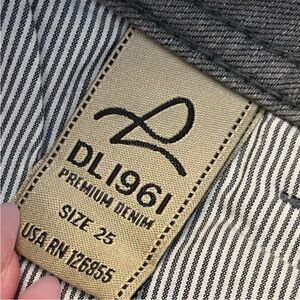 DL1961
PREMIUM DENIM
SIZE 25
USA RN 126855